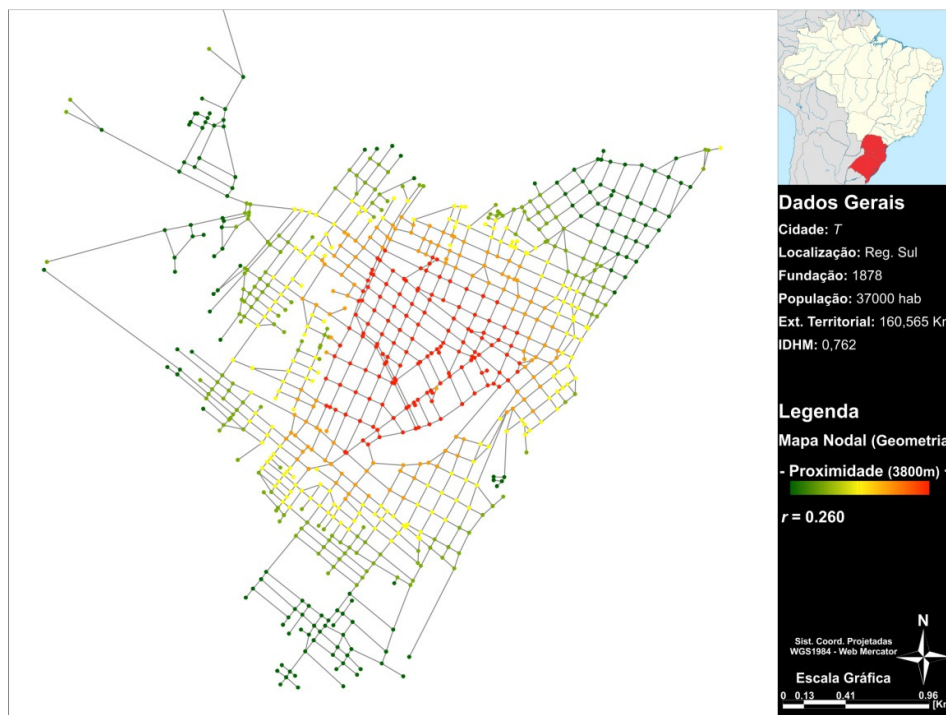 Dados Gerais
Cidade: T
Localização: Reg. Sul
Fundação: 1878
População: 37000 hab
Ext. Territorial: 160,565 K
IDHM: 0,762
Legenda
Mapa Nodal (Geometria
- Proximidade (3800m)
r = 0.260
N
Sist. Coord. Projetadas
WGS1984 - Web Mercator
Escala Gráfica
0 0.13 0.41 0.96
[K